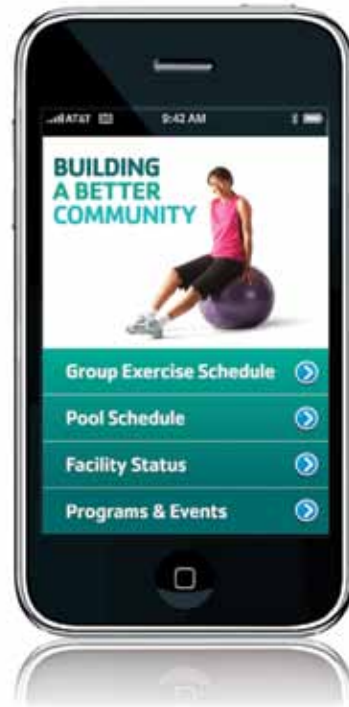 AT&T
9:42 AM
BUILDING
A BETTER
COMMUNITY
Group Exercise Schedule
Pool Schedule
Facility Status
Programs & Events